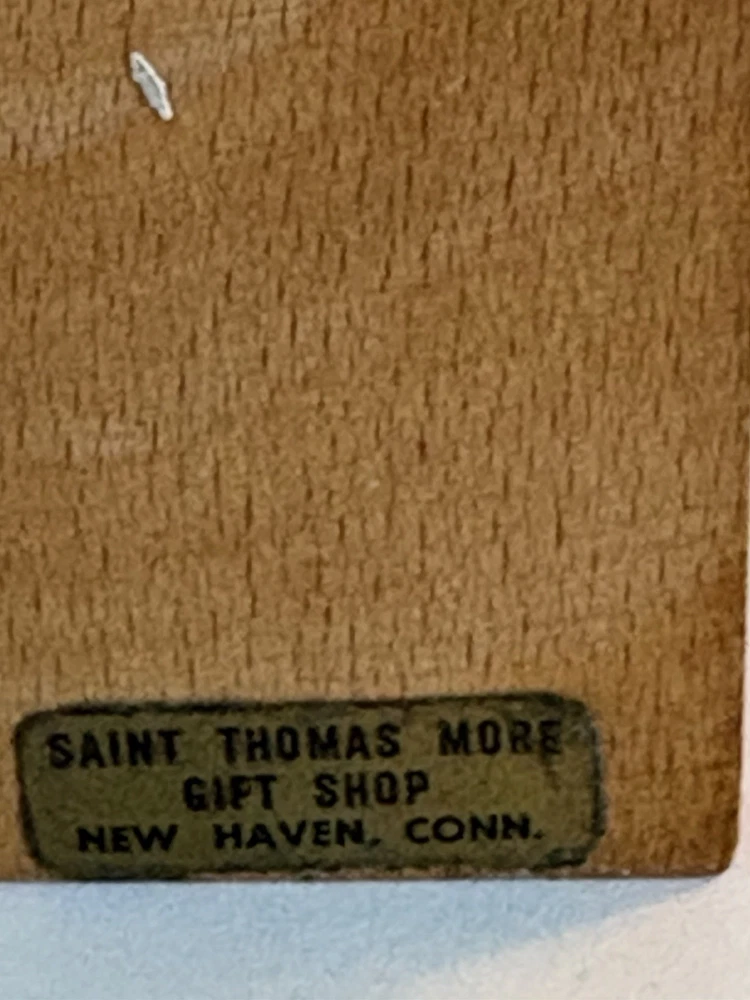 SAINT THOMAS MORE
GIFT SHOP
NEW HAVEN, CONN.